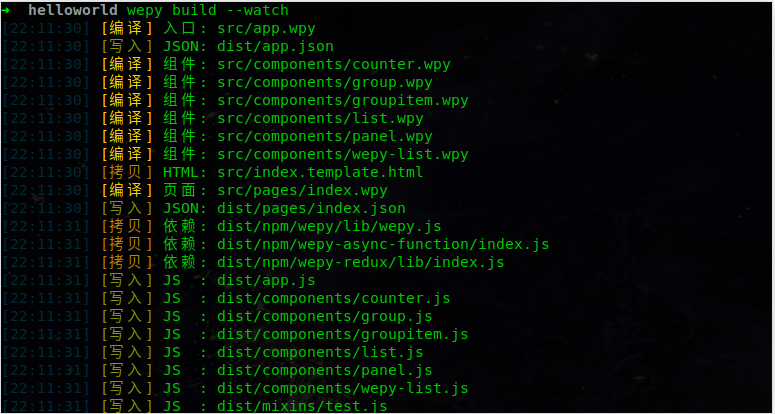 ➜  helloworld wepy build --watch
[22:11:30] [编译] 入口: src/app.wpy
[22:11:30] [写入] JSON: dist/app.json
[22:11:30] [编译] 组件: src/components/counter.wpy
[22:11:30] [编译] 组件: src/components/group.wpy
[22:11:30] [编译] 组件: src/components/groupitem.wpy
[22:11:30] [编译] 组件: src/components/list.wpy
[22:11:30] [编译] 组件: src/components/panel.wpy
[22:11:30] [编译] 组件: src/components/wepy-list.wpy
[22:11:30] [拷贝] HTML: src/index.template.html
[22:11:30] [编译] 页面: src/pages/index.wpy
[22:11:30] [写入] JSON: dist/pages/index.json
[22:11:31] [拷贝] 依赖: dist/npm/wepy/lib/wepy.js
[22:11:31] [拷贝] 依赖: dist/npm/wepy-async-function/index.js
[22:11:31] [拷贝] 依赖: dist/npm/wepy-redux/lib/index.js
[22:11:31] [写入] JS  : dist/app.js
[22:11:31] [写入] JS  : dist/components/counter.js
[22:11:31] [写入] JS  : dist/components/group.js
[22:11:31] [写入] JS  : dist/components/groupitem.js
[22:11:31] [写入] JS  : dist/components/list.js
[22:11:31] [写入] JS  : dist/components/panel.js
[22:11:31] [写入] JS  : dist/components/wepy-list.js
[22:11:31] [写入] JS  : dist/mixins/test.js